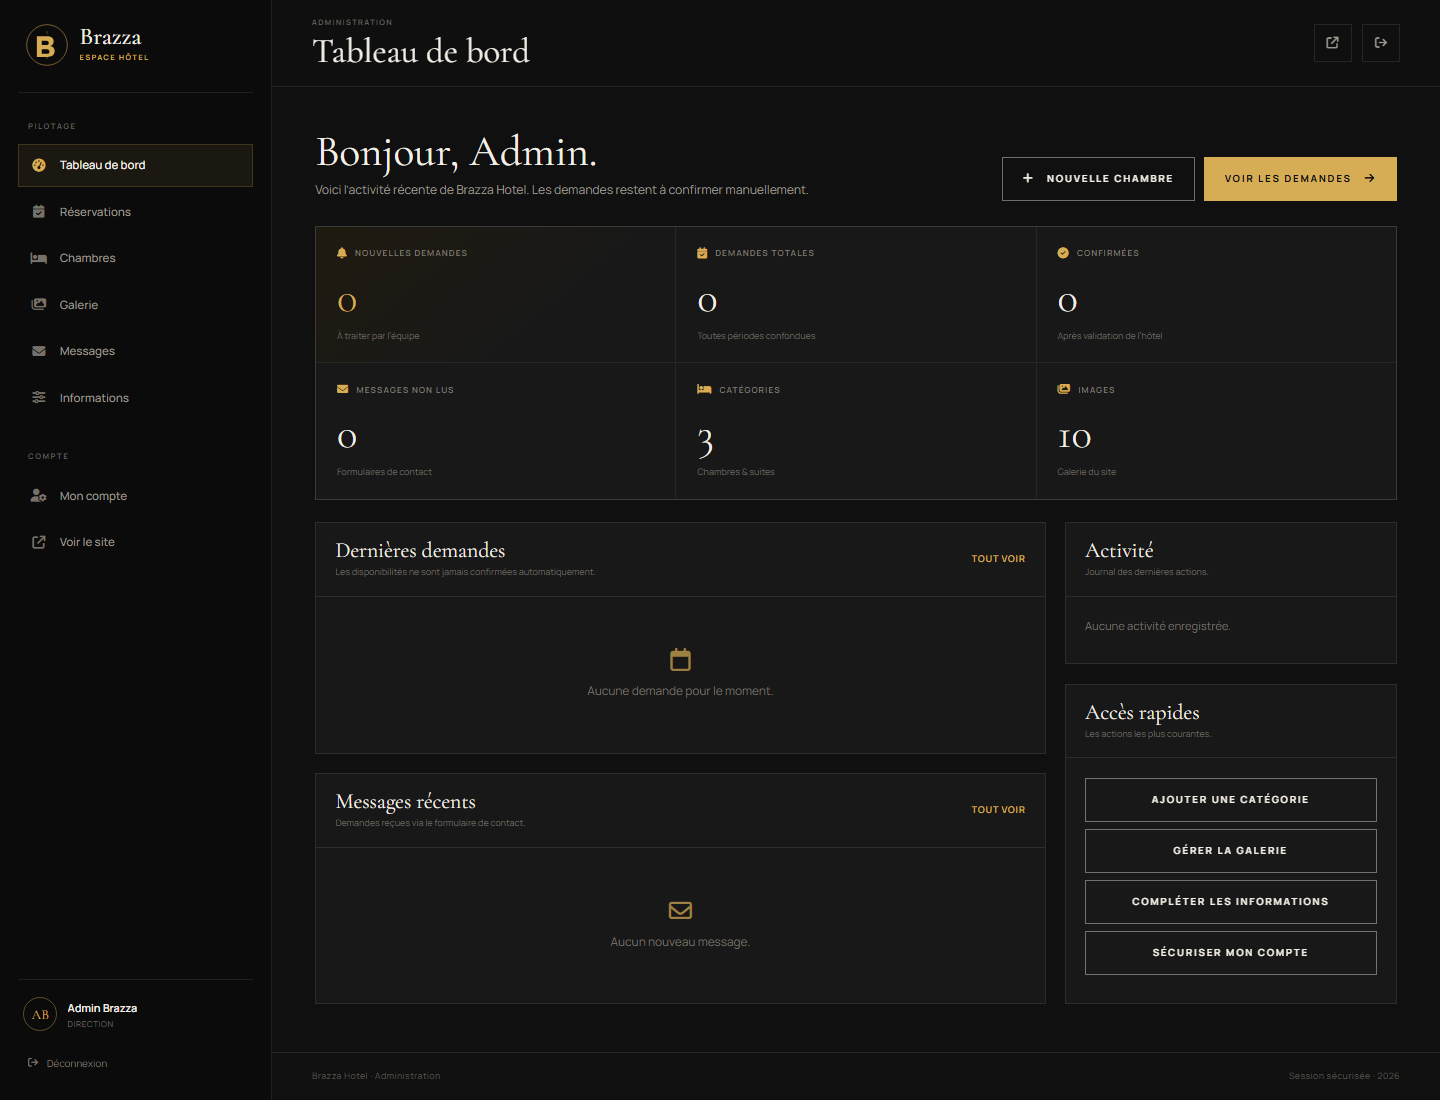 B
Brazza
ESPACE HÔTEL
PILOTAGE
Tableau de bord
Réservations
Chambres
Galerie
Messages
Informations
COMPTE
Mon compte
Voir le site
AB
Admin Brazza
DIRECTION
Déconnexion
ADMINISTRATION
Tableau de bord
Bonjour, Admin.
Voici l'activité récente de Brazza Hotel. Les demandes restent à confirmer manuellement.
NOUVELLE CHAMBRE
VOIR LES DEMANDES
NOUVELLES DEMANDES
0
À traiter par l'équipe
DEMANDES TOTALES
0
Toutes périodes confondues
CONFIRMÉES
0
Après validation de l'hôtel
MESSAGES NON LUS
0
Formulaires de contact
CATÉGORIES
3
Chambres & suites
IMAGES
10
Galerie du site
Dernières demandes
Les disponibilités ne sont jamais confirmées automatiquement.
TOUT VOIR
Aucune demande pour le moment.
Messages récents
Demandes reçues via le formulaire de contact.
TOUT VOIR
Aucun nouveau message.
Activité
Journal des dernières actions.
Aucune activité enregistrée.
Accès rapides
Les actions les plus courantes.
AJOUTER UNE CATÉGORIE
GÉRER LA GALERIE
COMPLÉTER LES INFORMATIONS
SÉCURISER MON COMPTE
Brazza Hotel · Administration
Session sécurisée · 2026